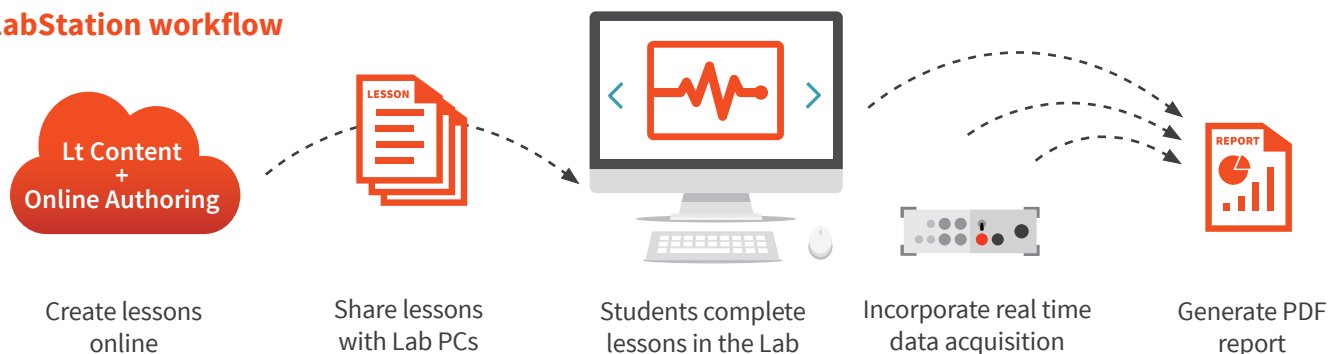 LabStation workflow
Lt Content
+
Online Authoring
LESSON
REPORT
Create lessons
online
Share lessons
with Lab PCs
Students complete
lessons in the Lab
Incorporate real time
data acquisition
Generate PDF
report